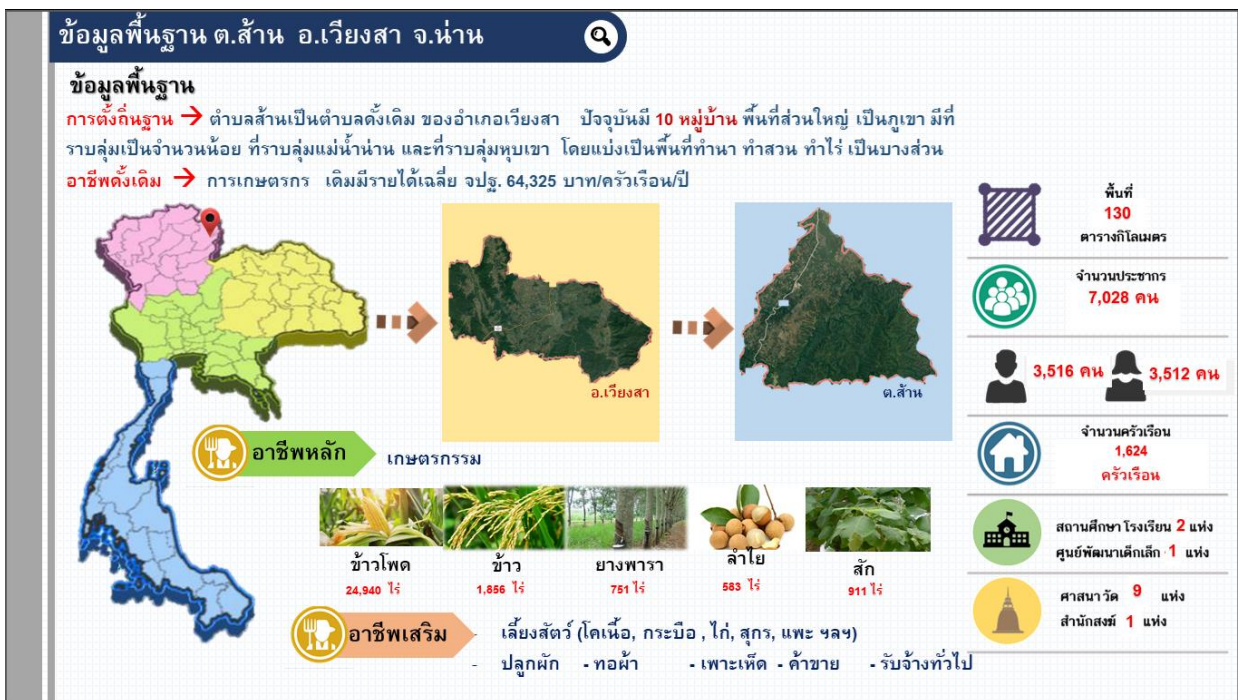 ข้อมูลพื้นฐาน ต.ส้าน อ.เวียงสา จ.น่าน
ข้อมูลพื้นฐาน
การตั้งถิ่นฐาน → ตำบลส้านเป็นตำบลดั้งเดิม ของอำเภอเวียงสา ปัจจุบันมี 10 หมู่บ้าน พื้นที่ส่วนใหญ่ เป็นภูเขา มีที่
ราบลุ่มเป็นจำนวนน้อย ที่ราบลุ่มแม่น้ำน่าน และที่ราบลุ่มหุบเขา โดยแบ่งเป็นพื้นที่ทำนา ทำสวน ทำไร่ เป็นบางส่วน
อาชีพดั้งเดิม → การเกษตรกร เดิมมีรายได้เฉลี่ย จปฐ. 64,325 บาท/ครัวเรือน/ปี
อ.เวียงสา
ต.ส้าน
พื้นที่
130
ตารางกิโลเมตร
จำนวนประชากร
7,028 คน
3,516 คน 3,512 คน
จำนวนครัวเรือน
1,624
ครัวเรือน
สถานศึกษา โรงเรียน 2 แห่ง
ศูนย์พัฒนาเด็กเล็ก 1 แห่ง
ศาสนา วัด 9 แห่ง
สำนักสงฆ์ 1 แห่ง
อาชีพหลัก เกษตรกรรม
ข้าวโพด ข้าว ยางพารา ลำไย สัก
24,940 ไร่ 1,856 ไร่ 751 ไร่ 583 ไร่ 911 ไร่
อาชีพเสริม - เลี้ยงสัตว์ (โคเนื้อ, กระบือ , ไก่, สุกร, แพะ ฯลฯ)
- ปลูกผัก - ทอผ้า - เพาะเห็ด - ค้าขาย - รับจ้างทั่วไป